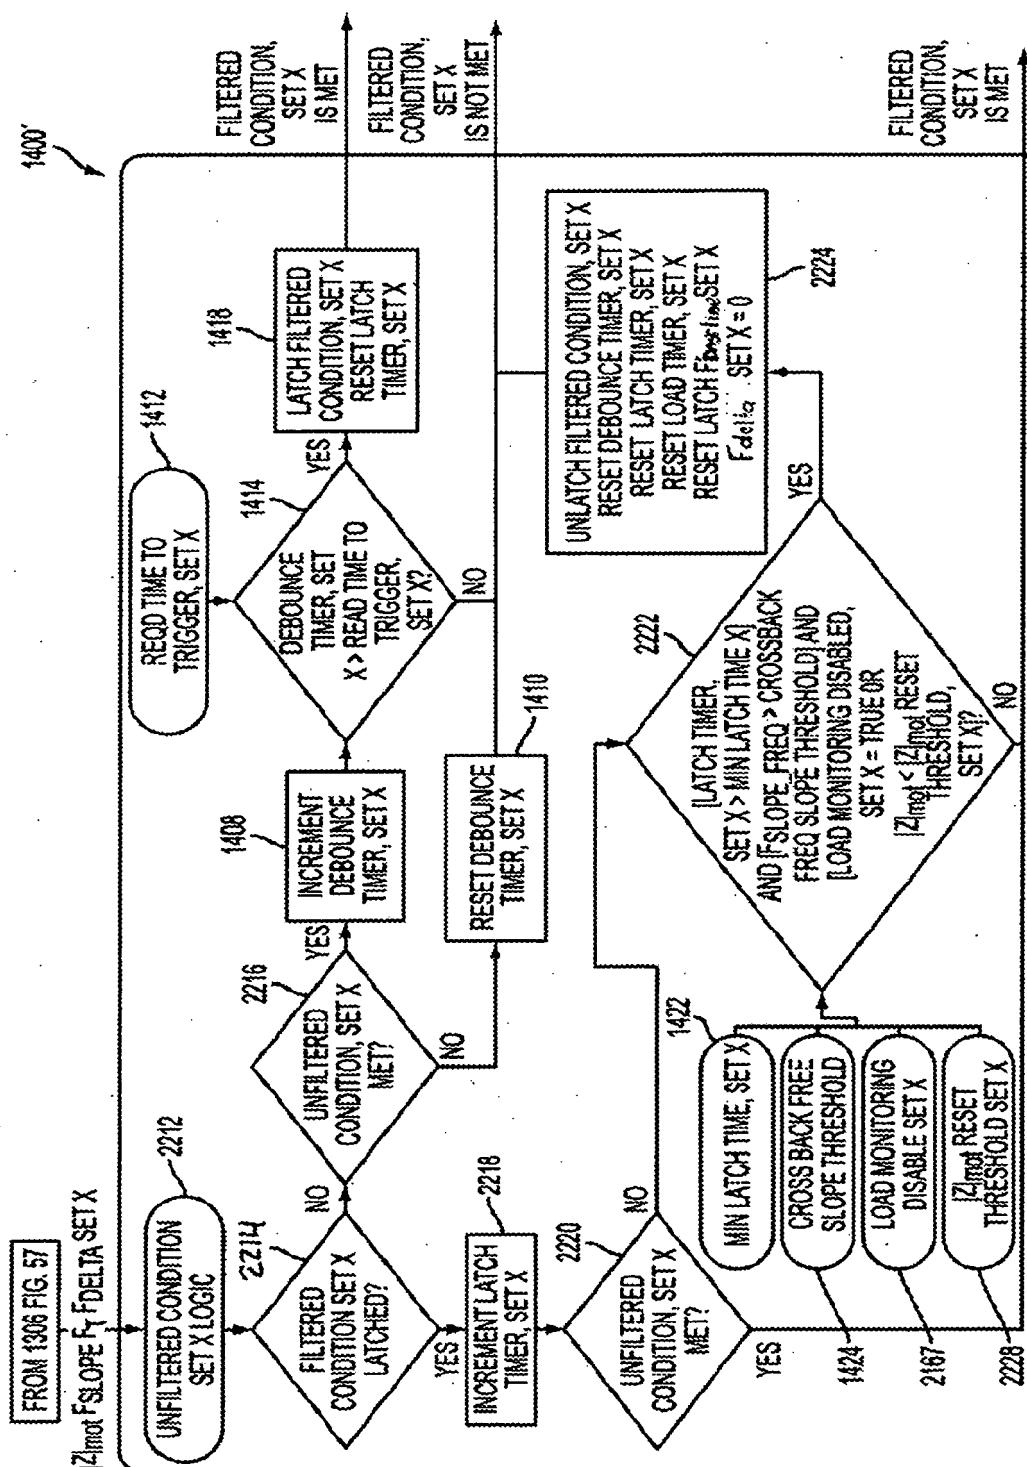 1400'
FROM 1306 FIG. 57
|Z|mot FSLOPE FT FDELTA SET X
UNFILTERED CONDITION
SET X LOGIC
2212
FILTERED
CONDITION SET X
LATCHED?
2214
NO
YES
UNFILTERED
CONDITION, SET X
MET?
2216
YES
NO
INCREMENT
DEBOUNCE
TIMER, SET X
1408
REQD TIME TO
TRIGGER, SET X
1412
DEBOUNCE
TIMER, SET
X > READ TIME TO
TRIGGER,
SET X?
1414
YES
NO
LATCH FILTERED
CONDITION, SET X
RESET LATCH
TIMER, SET X
1418
FILTERED
CONDITION,
SET X
IS MET
FILTERED
CONDITION,
SET X
IS NOT MET
RESET DEBOUNCE
TIMER, SET X
1410
INCREMENT LATCH
TIMER, SET X
2218
UNFILTERED
CONDITION, SET X
MET?
2220
NO
YES
MIN LATCH TIME, SET X
1422
CROSS BACK FREE
SLOPE THRESHOLD
1424
LOAD MONITORING
DISABLE SET X
2167
|Z|mot RESET
THRESHOLD SET X
2228
[LATCH TIMER,
SET X > MIN LATCH TIME X]
AND [FSLOPE_FREQ > CROSSBACK
FREQ SLOPE THRESHOLD] AND
[LOAD MONITORING DISABLED,
SET X = TRUE OR
|Z|mot < |Z|mot RESET
THRESHOLD,
SET X]?
2222
YES
NO
UNLATCH FILTERED CONDITION, SET X
RESET DEBOUNCE TIMER, SET X
RESET LATCH TIMER, SET X
RESET LOAD TIMER, SET X
RESET LATCH SET X
Fdelta SET X = 0
2224
FILTERED
CONDITION,
SET X
IS MET